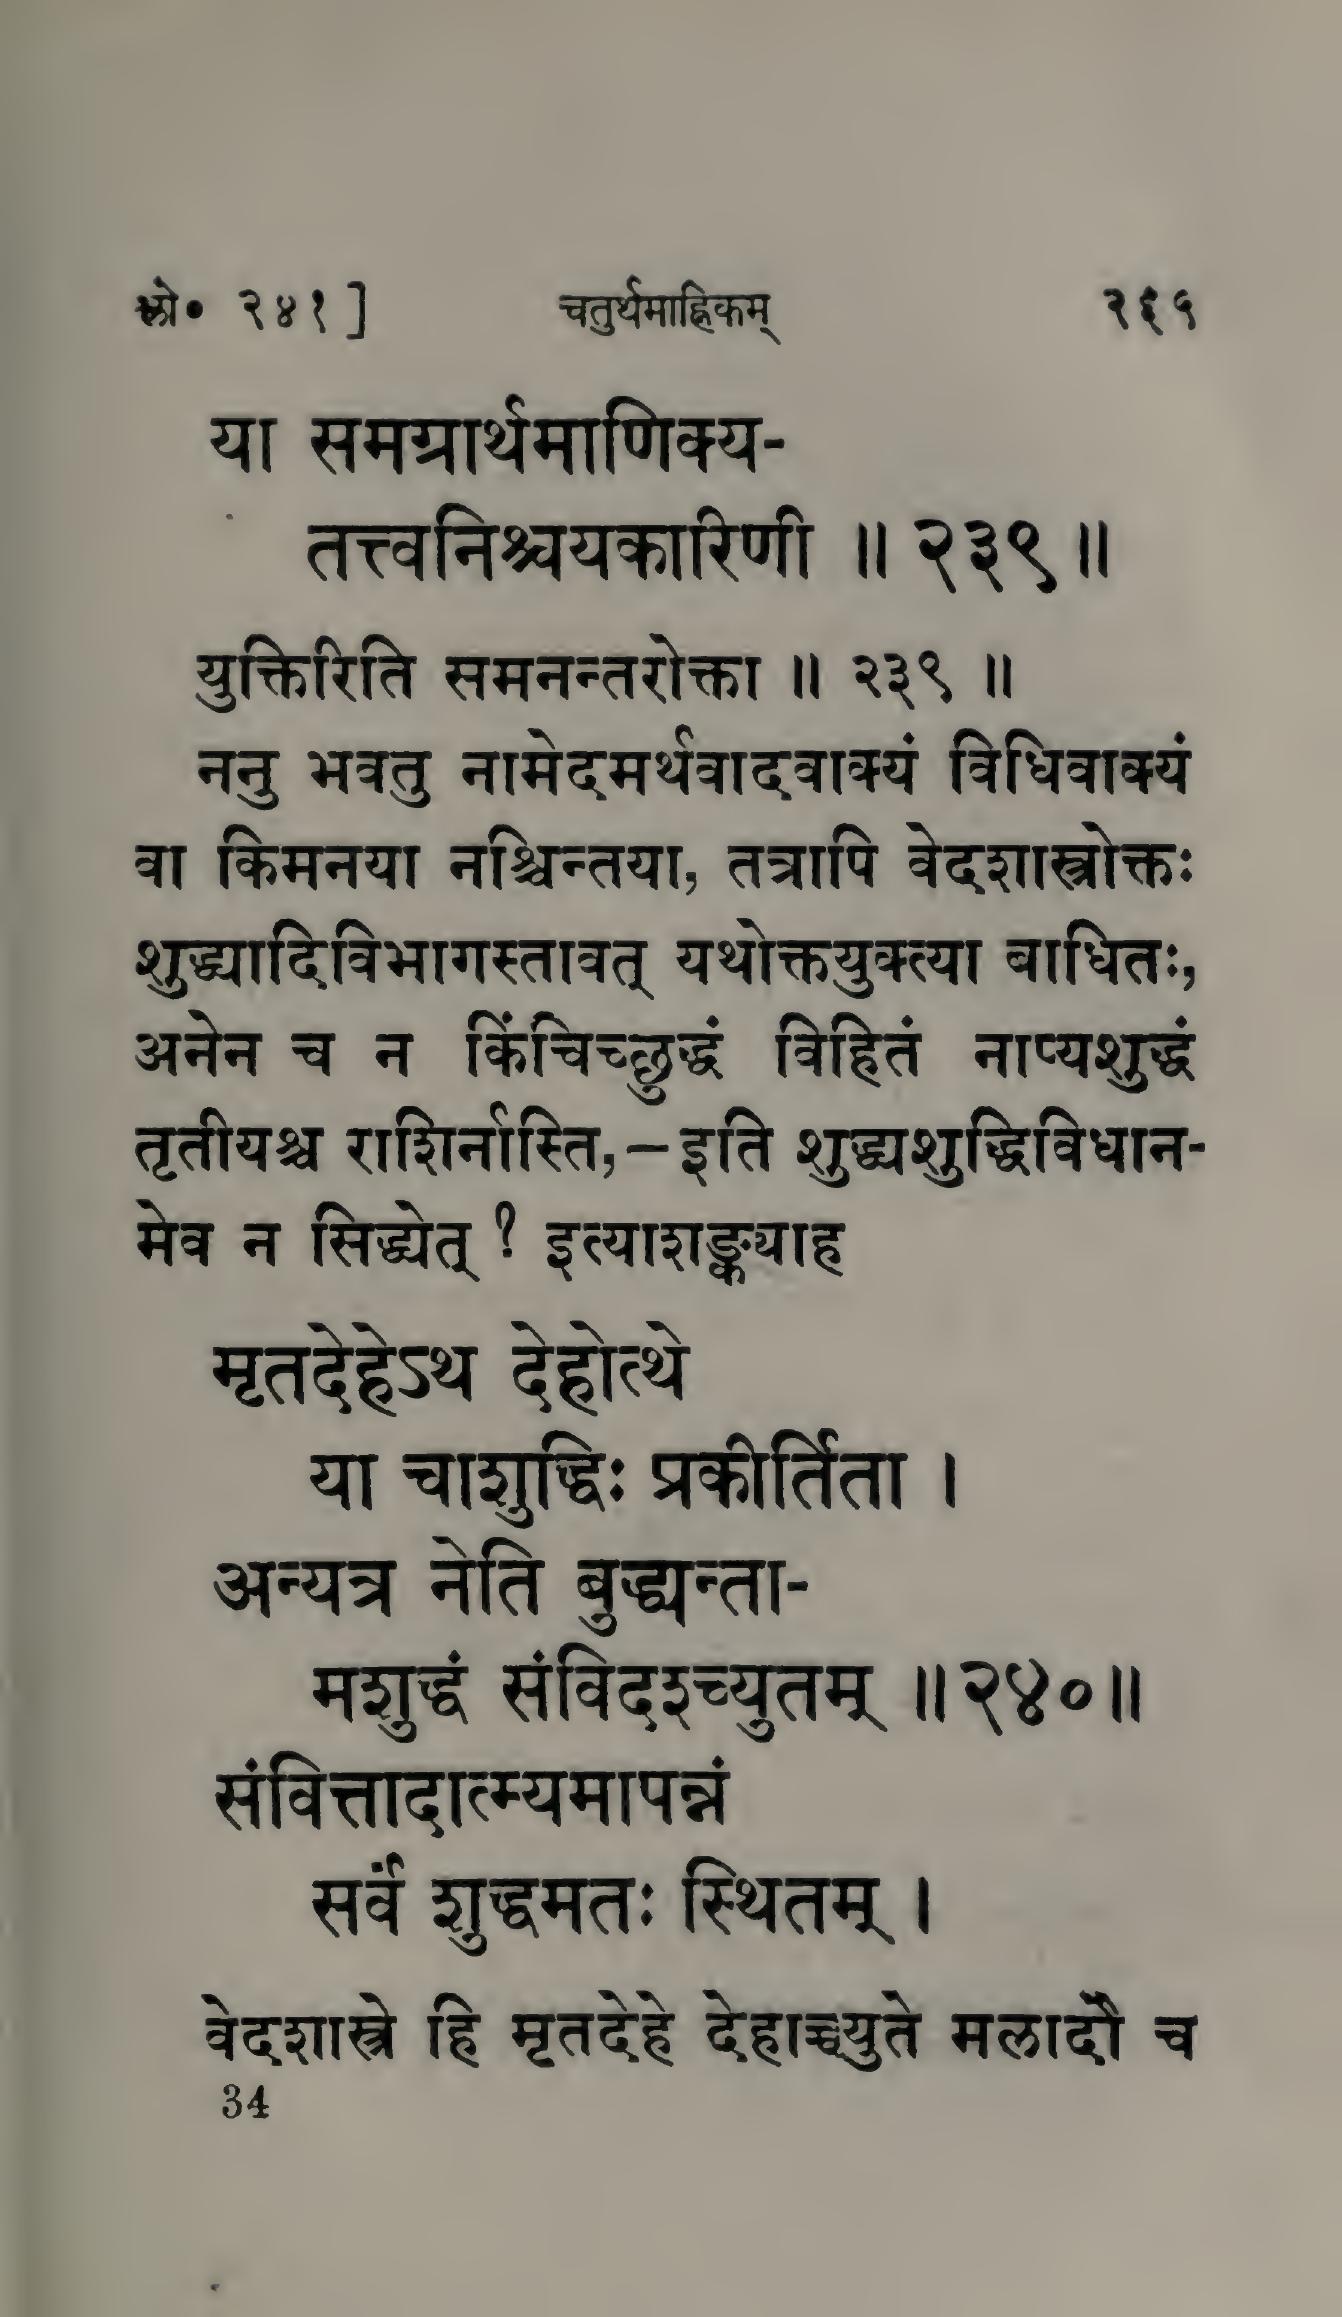 श्लो० २४१]
चतुर्थमाह्निकम्
२६५
या समग्रार्थमाणिक्य-
तत्त्वनिश्चयकारिणी ॥ २३९ ॥
युक्तिरिति समनन्तरोक्ता ॥ २३९ ॥
ननु भवतु नामेदमर्थवादवाक्यं विधिवाक्यं
वा किमनया नश्चिन्तया, तत्रापि वेदशास्त्रोक्तः
शुद्ध्यादिविभागस्तावत् यथोक्तयुक्त्या बाधितः,
अनेन च न किंचिच्छुद्धं विहितं नाप्यशुद्धं
तृतीयश्च राशिर्नास्ति,—इति शुद्ध्यशुद्धिविधान-
मेव न सिद्ध्येत् ? इत्याशङ्क्याह
मृतदेहेऽथ देहोत्थे
या चाशुद्धिः प्रकीर्तिता ।
अन्यत्र नेति बुद्ध्यन्ता-
मशुद्धं संविदश्च्युतम् ॥२४०॥
संवित्तादात्म्यमापन्नं
सर्वं शुद्धमतः स्थितम् ।
वेदशास्त्रे हि मृतदेहे देहाच्च्युते मलादौ च
34